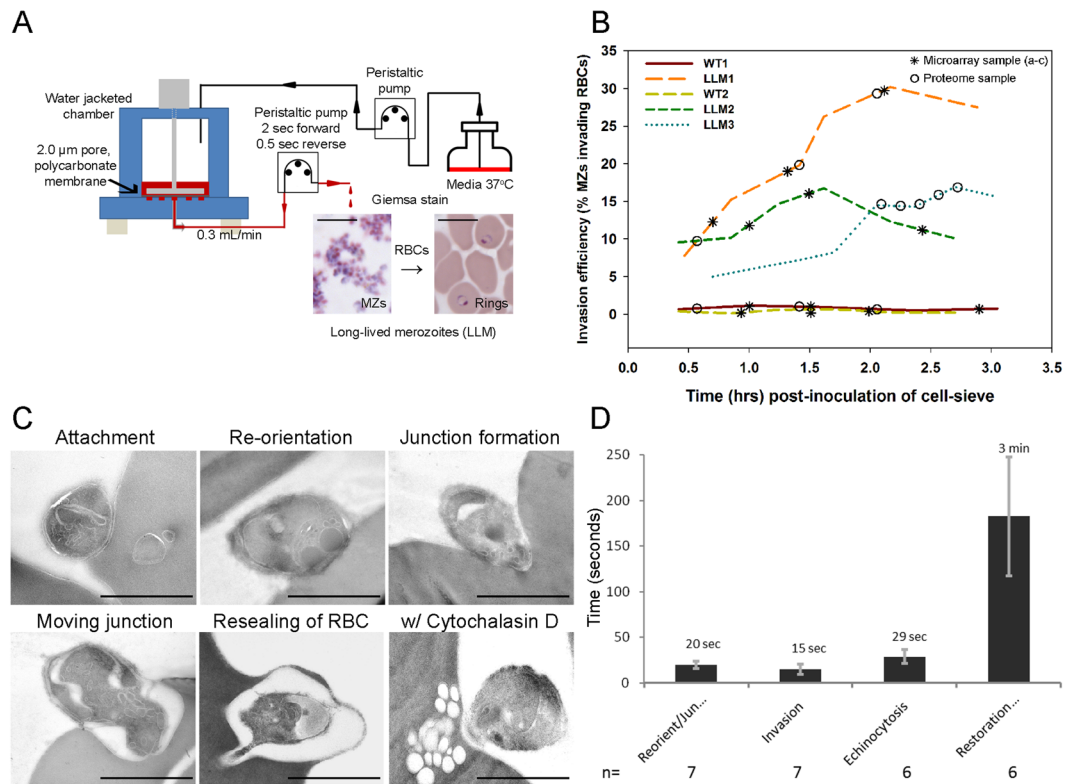 A
Water jacketed
chamber
2.0 µm pore,
polycarbonate
membrane
Peristaltic
pump
Peristaltic pump
2 sec forward
0.5 sec reverse
Media 37°C
0.3 mL/min
Giemsa stain
RBCs
→
MZs
Rings
Long-lived merozoites (LLM)
B
Invasion efficiency (% MZs invading RBCs)
35
30
25
20
15
10
5
0
WT1
LLM1
WT2
LLM2
LLM3
Microarray sample (a-c)
Proteome sample
0.0 0.5 1.0 1.5 2.0 2.5 3.0 3.5
Time (hrs) post-inoculation of cell-sieve
C
Attachment
Re-orientation
Junction formation
Moving junction
Resealing of RBC
w/ Cytochalasin D
D
Time (seconds)
250
200
150
100
50
0
20 sec
15 sec
29 sec
3 min
Reorient/Jun...
Invasion
Echinocytosis
Restoration...
n= 7 7 6 6